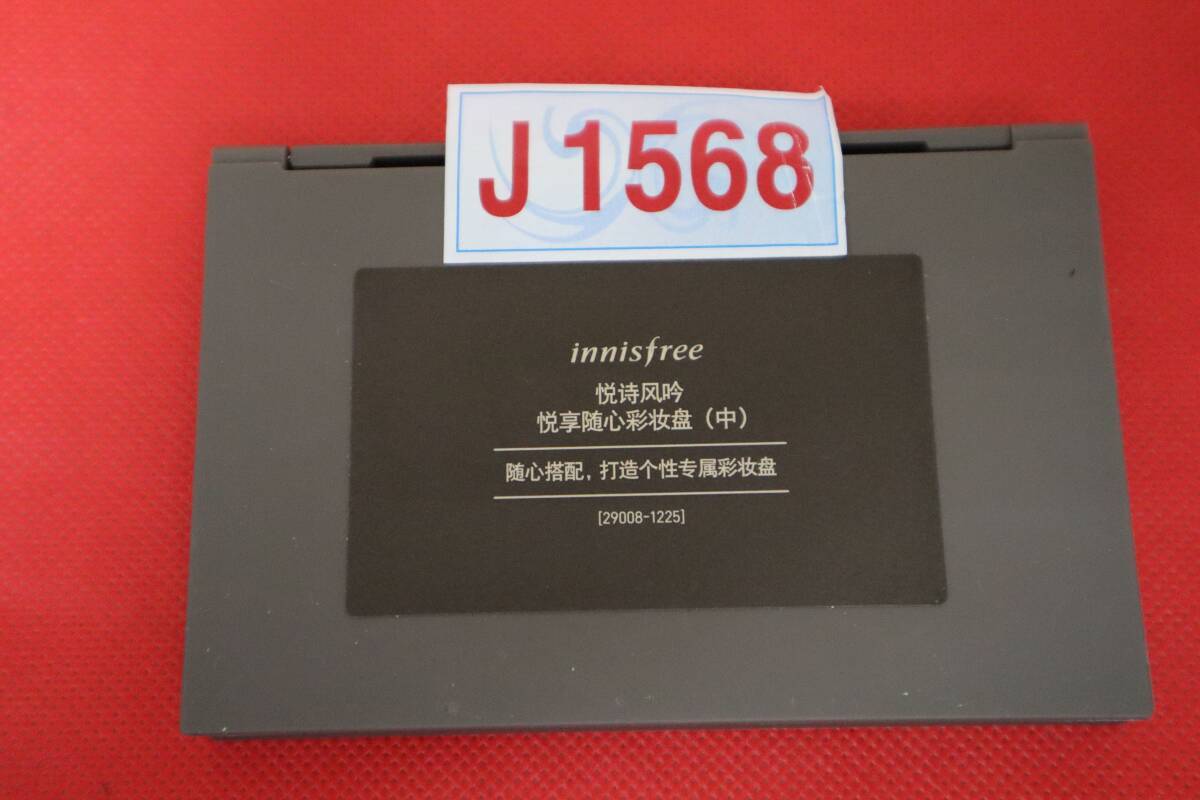 J1568
innisfree
悦诗风吟
悦享随心彩妆盘（中）
随心搭配，打造个性专属彩妆盘
[29008-1225]